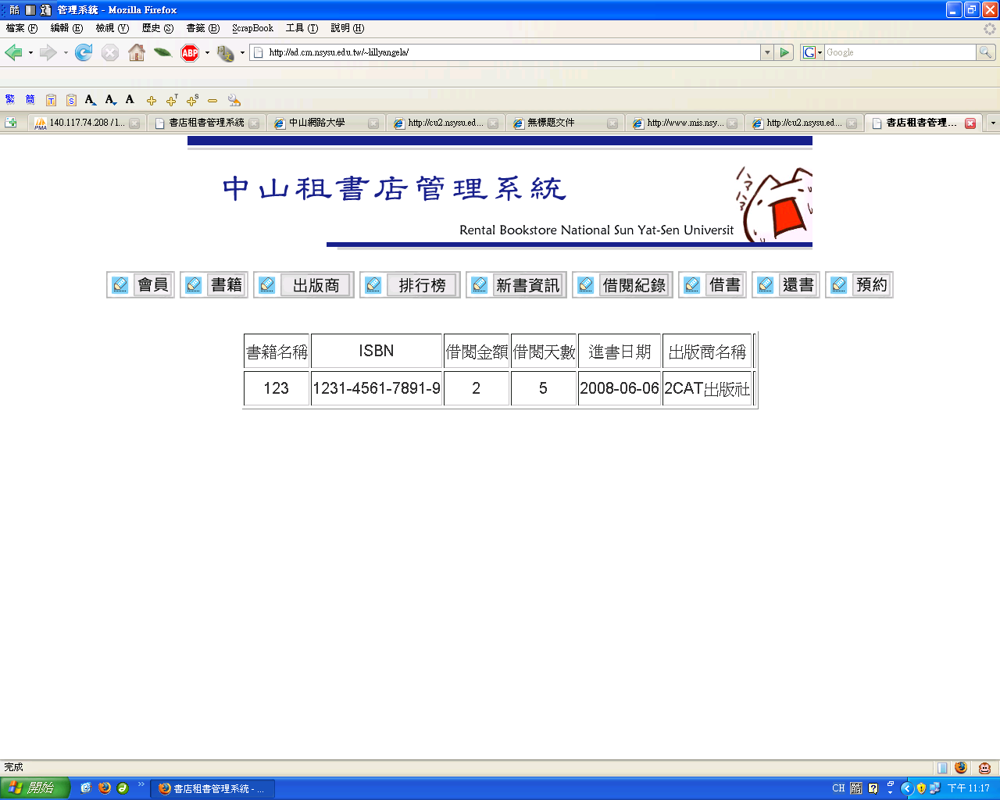 酷 管理系統 - Mozilla Firefox
檔案 (F) 編輯 (E) 檢視 (V) 歷史 (S) 書籤 (B) ScrapBook 工具 (T) 說明 (H)
ABP http://ad.cm.nsysu.edu.tw/~lillyangela/ G Google
繁 簡 T S A A A T S
PMA 140.117.74.208 / l... 書店租書管理系統 中山網路大學 http://cu2.nsysu.ed... 無標題文件 http://www.mis.nsy... http://cu2.nsysu.ed... 書店租書管理...
中山租書店管理系統
Rental Bookstore National Sun Yat-Sen Universit
會員 書籍 出版商 排行榜 新書資訊 借閱紀錄 借書 還書 預約
書籍名稱 ISBN 借閱金額 借閱天數 進書日期 出版商名稱
123 1231-4561-7891-9 2 5 2008-06-06 2CAT出版社
完成
開始 書店租書管理系統 - ... CH 酷 下午 11:17